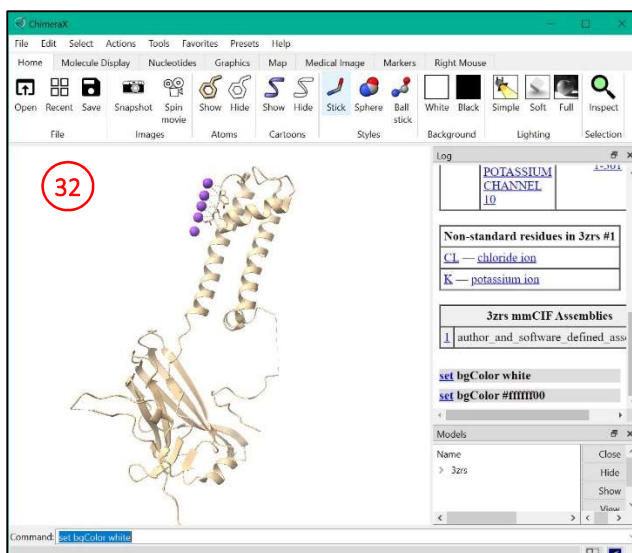 ChimeraX
File Edit Select Actions Tools Favorites Presets Help
Home Molecule Display Nucleotides Graphics Map Medical Image Markers Right Mouse
Open Recent Save Snapshot Spin movie Show Hide Show Hide Stick Sphere Ball stick White Black Simple Soft Full Inspect
File Images Atoms Cartoons Styles Background Lighting Selection
32
Log
POTASSIUM
CHANNEL
10
1-301
Non-standard residues in 3zrs #1
CL — chloride ion
K — potassium ion
3zrs mmCIF Assemblies
1 author_and_software_defined_ass
set bgColor white
set bgColor #ffffff00
Models
Name
> 3zrs
Close
Hide
Show
View
Command: set bgColor white